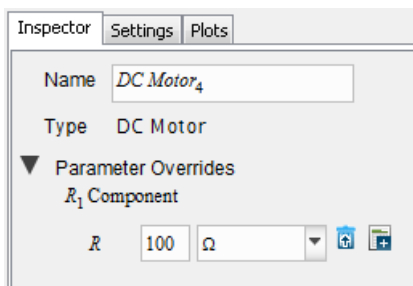 Inspector Settings Plots
Name DC Motor₄
Type DC Motor
Parameter Overrides
R₁ Component
R 100 Ω